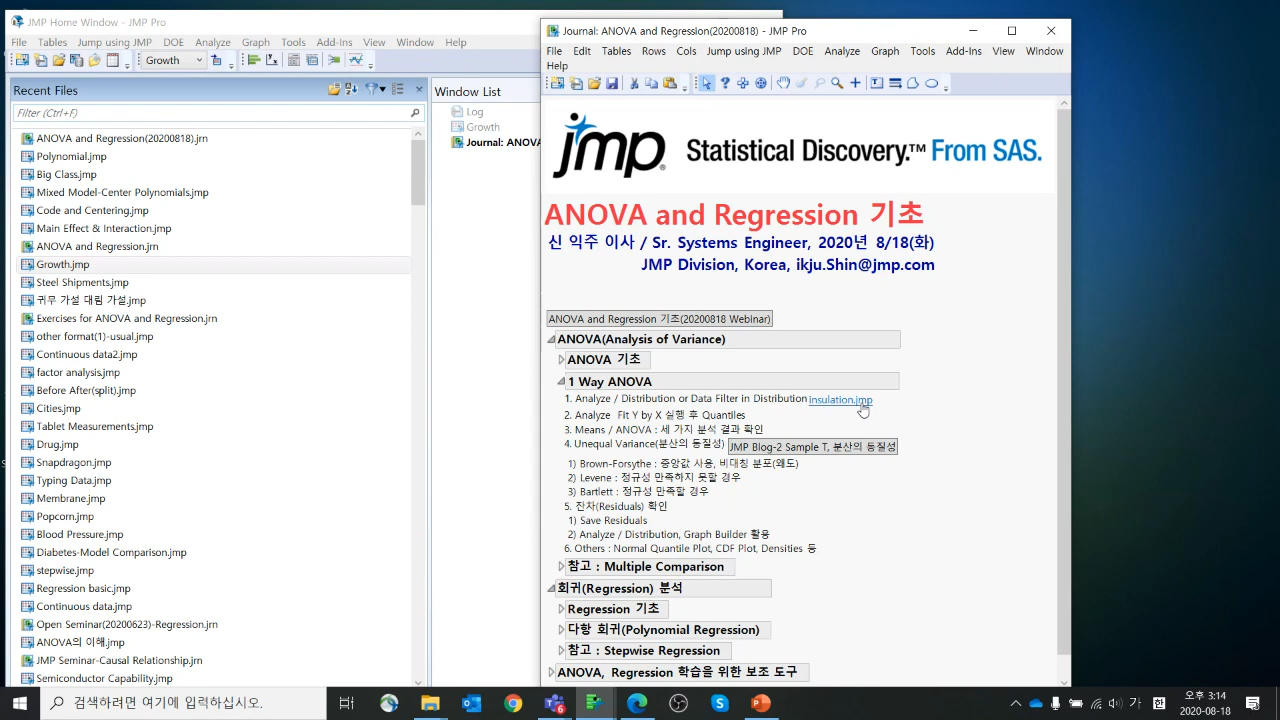 JMP Home Window - JMP Pro
File Tables Jump using JMP DOE Analyze Graph Tools Add-Ins View Window Help
Growth
Recent Files
Filter (Ctrl+F)
ANOVA and Regression(20200818).jrn
Polynomial.jmp
Big Class.jmp
Mixed Model-Center Polynomials.jmp
Code and Centering.jmp
Main Effect & Interaction.jmp
ANOVA and Regression.jrn
Growth.jmp
Steel Shipments.jmp
귀무 가설 대립 가설.jmp
Exercises for ANOVA and Regression.jrn
other format(1)-usual.jmp
Continuous data2.jmp
factor analysis.jmp
Before After(split).jmp
Cities.jmp
Tablet Measurements.jmp
Drug.jmp
Snapdragon.jmp
Typing Data.jmp
Membrane.jmp
Popcorn.jmp
Blood Pressure.jmp
Diabetes-Model Comparison.jmp
stepwise.jmp
Regression basic.jmp
Continuous data.jmp
Open Seminar(20200623)-Regression.jrn
ANOVA의 이해.jmp
JMP Seminar-Causal Relationship.jrn
Semiconductor Capability.jmp
Window List
Log
Growth
Journal: ANOVA
Journal: ANOVA and Regression(20200818) - JMP Pro
File Edit Tables Rows Cols Jump using JMP DOE Analyze Graph Tools Add-Ins View Window
Help
jmp® Statistical Discovery.™ From SAS.
ANOVA and Regression 기초
신 익주 이사 / Sr. Systems Engineer, 2020년 8/18(화)
JMP Division, Korea, ikju.Shin@jmp.com
ANOVA and Regression 기초(20200818 Webinar)
ANOVA(Analysis of Variance)
ANOVA 기초
1 Way ANOVA
1. Analyze / Distribution or Data Filter in Distribution insulation.jmp
2. Analyze Fit Y by X 실행 후 Quantiles
3. Means / ANOVA : 세 가지 분석 결과 확인
4. Unequal Variance(분산의 동질성) JMP Blog-2 Sample T, 분산의 동질성
1) Brown-Forsythe : 중앙값 사용, 비대칭 분포(왜도)
2) Levene : 정규성 만족하지 못할 경우
3) Bartlett : 정규성 만족할 경우
5. 잔차(Residuals) 확인
1) Save Residuals
2) Analyze / Distribution, Graph Builder 활용
6. Others : Normal Quantile Plot, CDF Plot, Densities 등
참고 : Multiple Comparison
회귀(Regression) 분석
Regression 기초
다항 회귀(Polynomial Regression)
참고 : Stepwise Regression
ANOVA, Regression 학습을 위한 보조 도구
검색하려면 여기에 입력하십시오.
가 한
오후 3:14
2020-08-18